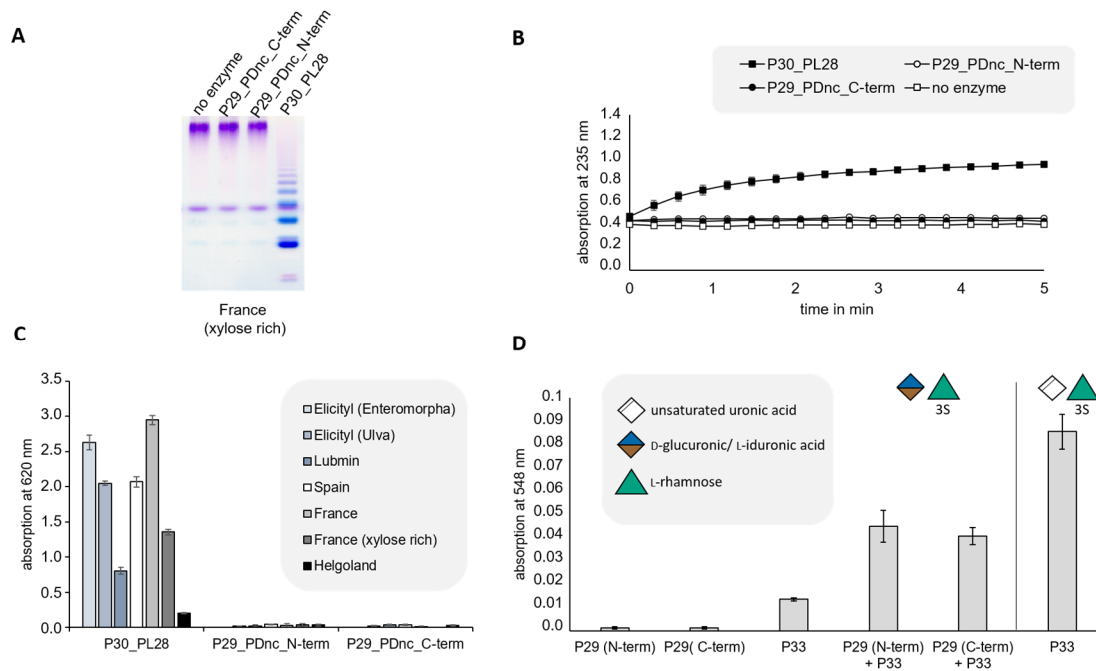 A
no enzyme
P29_PDnc_C-term
P29_PDnc_N-term
P30_PL28
France
(xylose rich)
B
P30_PL28
P29_PDnc_N-term
P29_PDnc_C-term
no enzyme
absorption at 235 nm
1.4
1.2
1.0
0.8
0.6
0.4
0.2
0.0
0 1 2 3 4 5
time in min
C
absorption at 620 nm
3.5
3.0
2.5
2.0
1.5
1.0
0.5
0.0
Elicityl (Enteromorpha)
Elicityl (Ulva)
Lubmin
Spain
France
France (xylose rich)
Helgoland
P30_PL28 P29_PDnc_N-term P29_PDnc_C-term
D
absorption at 548 nm
0.1
0.09
0.08
0.07
0.06
0.05
0.04
0.03
0.02
0.01
0.0
unsaturated uronic acid
D-glucuronic/ L-iduronic acid
L-rhamnose
3S
3S
P29 (N-term) P29( C-term) P33 P29 (N-term) P29 (C-term) P33
+ P33 + P33